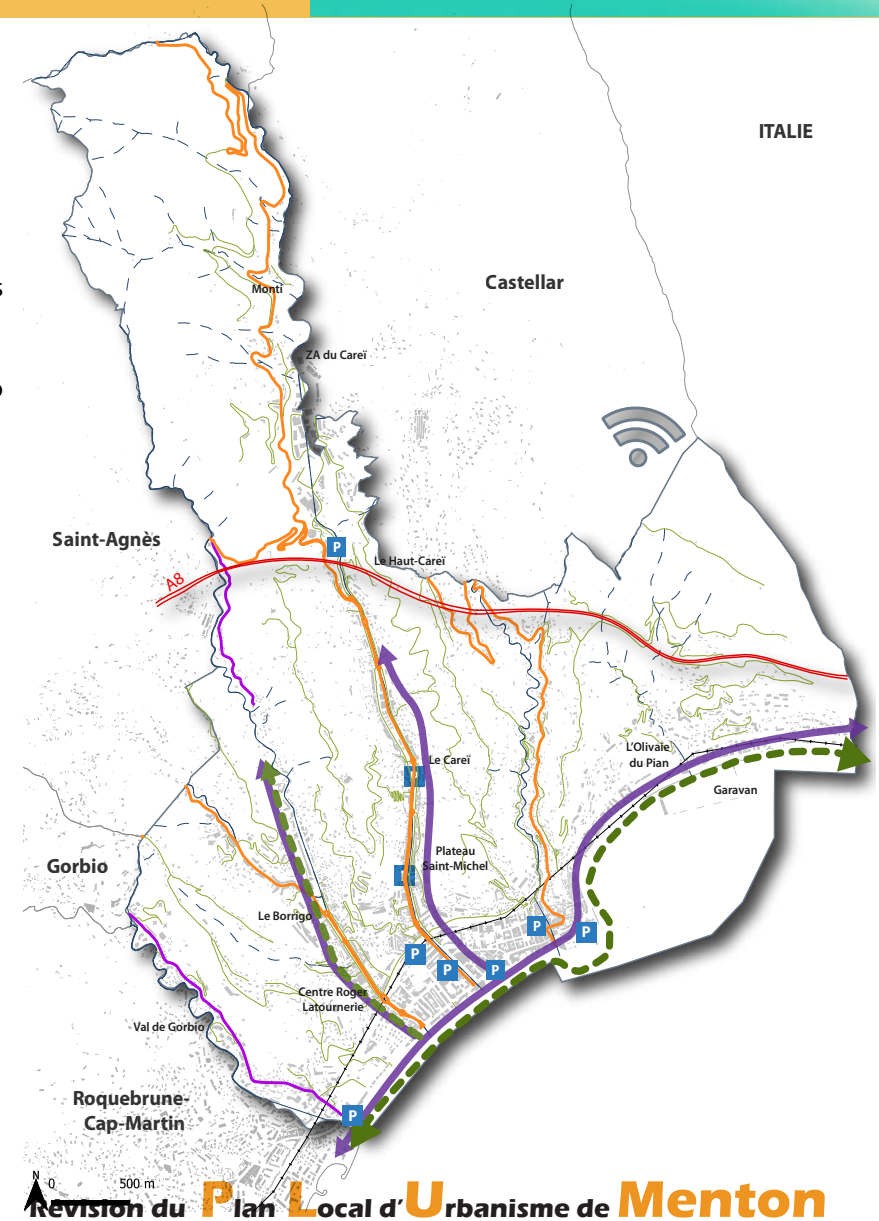 ITALIE
Castellar
Monti
ZA du Careï
Saint-Agnès
P
Le Haut-Careï
A8
L'Olivaie
du Pian
Le Careï
Garavan
Plateau
Saint-Michel
Gorbio
Le Borrigo
P
P
P
P
P
Centre Roger
Latournerie
Val de Gorbio
Roquebrune-
Cap-Martin
P
N
0 500 m
Révision du Plan Local d'Urbanisme de Menton